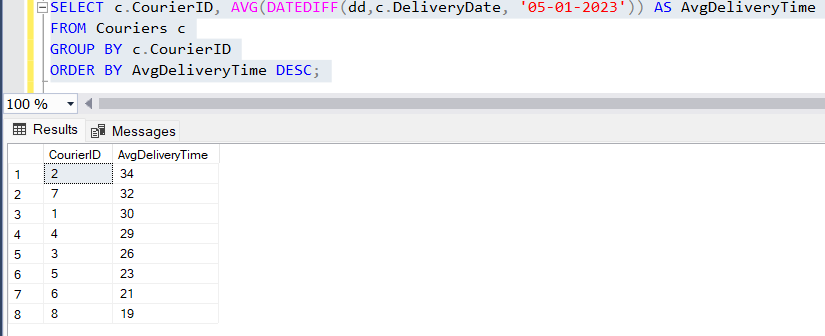 SELECT c.CourierID, AVG(DATEDIFF(dd,c.DeliveryDate, '05-01-2023')) AS AvgDeliveryTime
FROM Couriers c
GROUP BY c.CourierID
ORDER BY AvgDeliveryTime DESC;
100 %
Results Messages
CourierID AvgDeliveryTime
1 2 34
2 7 32
3 1 30
4 4 29
5 3 26
6 5 23
7 6 21
8 8 19